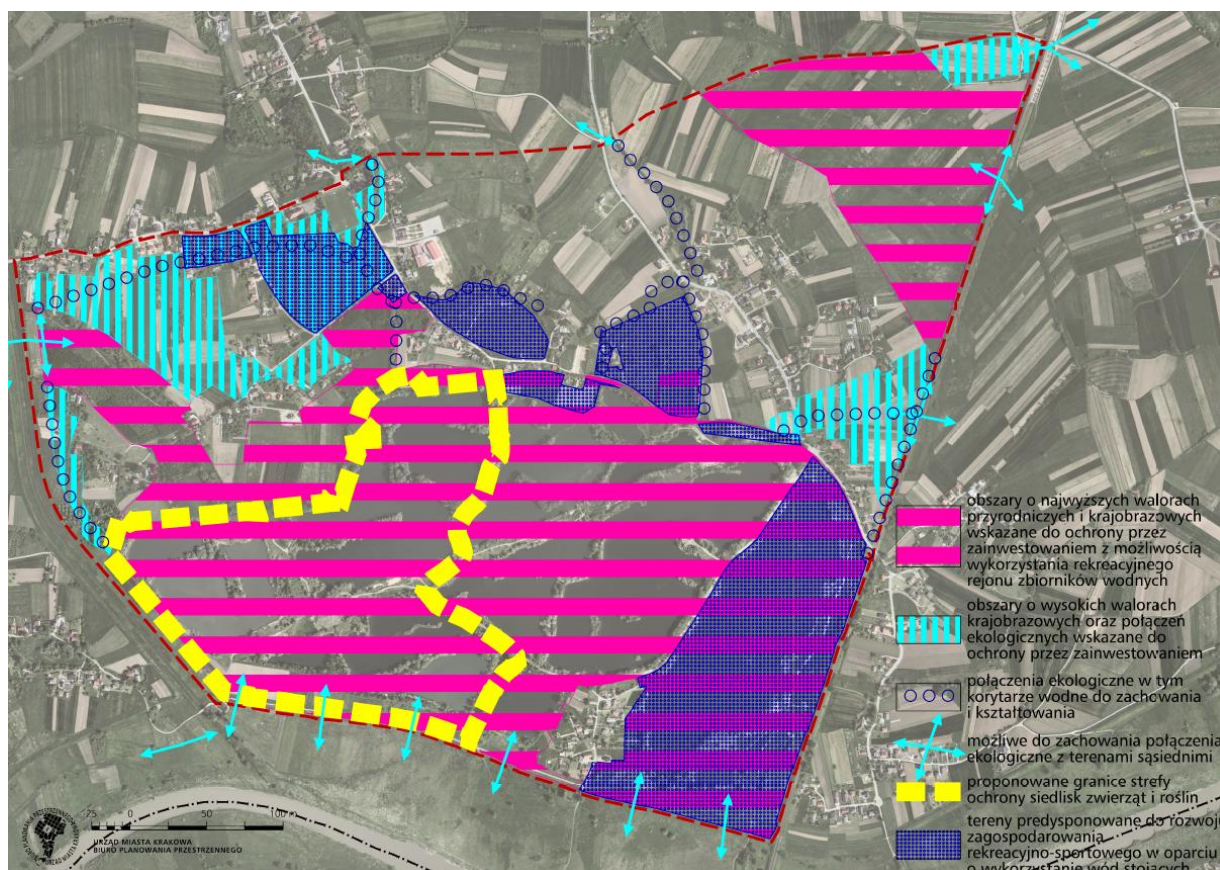 obszary o najwyższych walorach
przyrodniczych i krajobrazowych
wskazane do ochrony przez
zainwestowaniem z możliwością
wykorzystania rekreacyjnego
rejonu zbiorników wodnych
obszary o wysokich walorach
krajobrazowych oraz połączeń
ekologicznych wskazane do
ochrony przez zainwestowaniem
połączenia ekologiczne w tym
korytarze wodne do zachowania
i kształtowania
możliwe do zachowania połączenia
ekologiczne z terenami sąsiednimi
proponowane granice strefy
ochrony siedlisk zwierząt i roślin
tereny predysponowane do rozwoju
zagospodarowania
rekreacyjno-sportowego w oparciu
o wykorzystanie wód stojących
75 0 50 100 m
URZĄD MIASTA KRAKOWA
BIURO PLANOWANIA PRZESTRZENNEGO